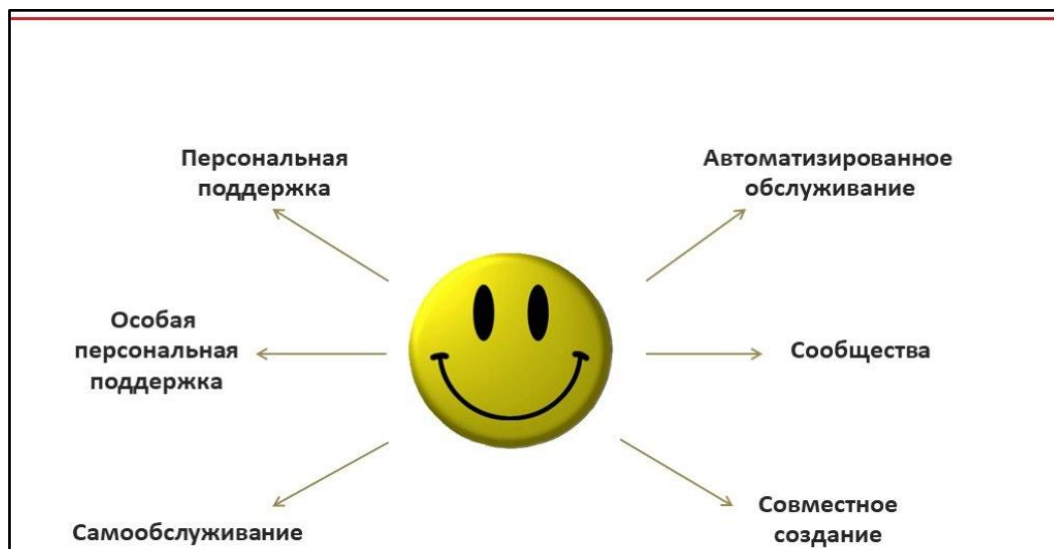 Персональная
поддержка
Автоматизированное
обслуживание
Особая
персональная
поддержка
Сообщества
Самообслуживание
Совместное
создание